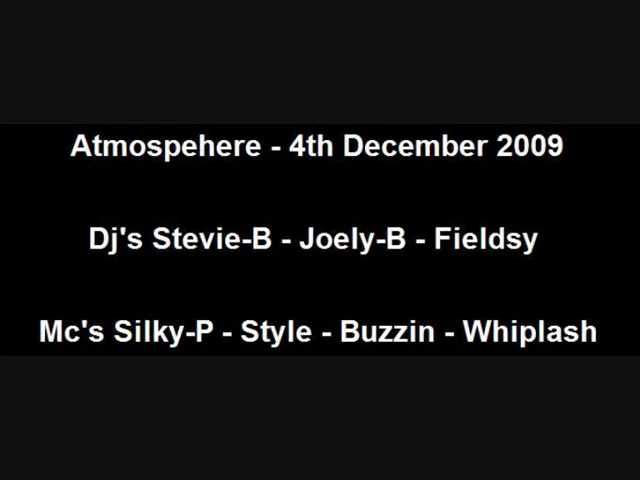 Atmospehere - 4th December 2009
Dj's Stevie-B - Joely-B - Fieldsy
Mc's Silky-P - Style - Buzzin - Whiplash